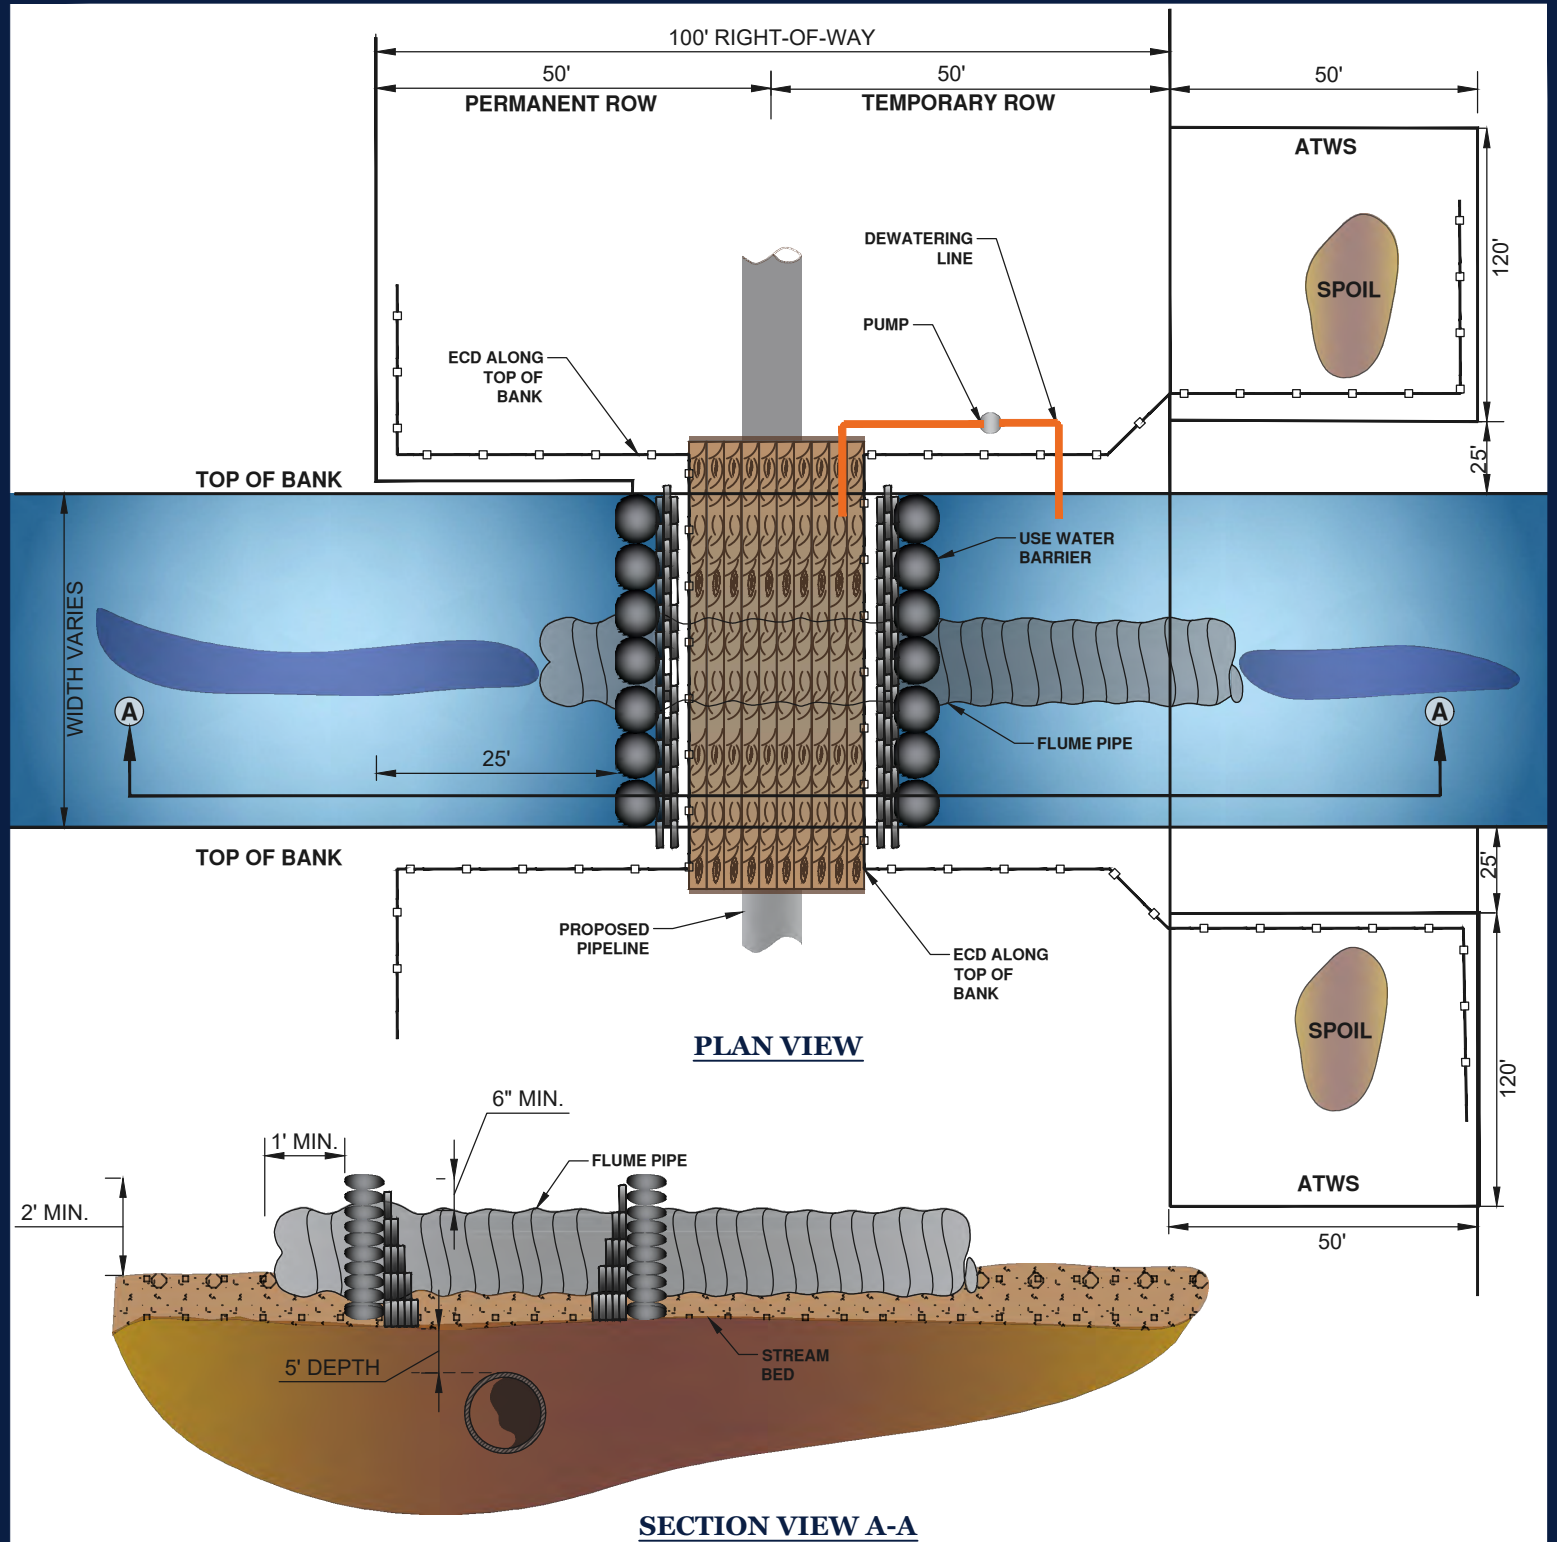 100' RIGHT-OF-WAY
50'
50'
50'
PERMANENT ROW
TEMPORARY ROW
ATWS
120'
SPOIL
DEWATERING
LINE
PUMP
ECD ALONG
TOP OF
BANK
25'
TOP OF BANK
USE WATER
BARRIER
WIDTH VARIES
A
A
FLUME PIPE
25'
TOP OF BANK
25'
PROPOSED
PIPELINE
ECD ALONG
TOP OF
BANK
SPOIL
120'
ATWS
50'
PLAN VIEW
6" MIN.
1' MIN.
FLUME PIPE
2' MIN.
5' DEPTH
STREAM
BED
SECTION VIEW A-A